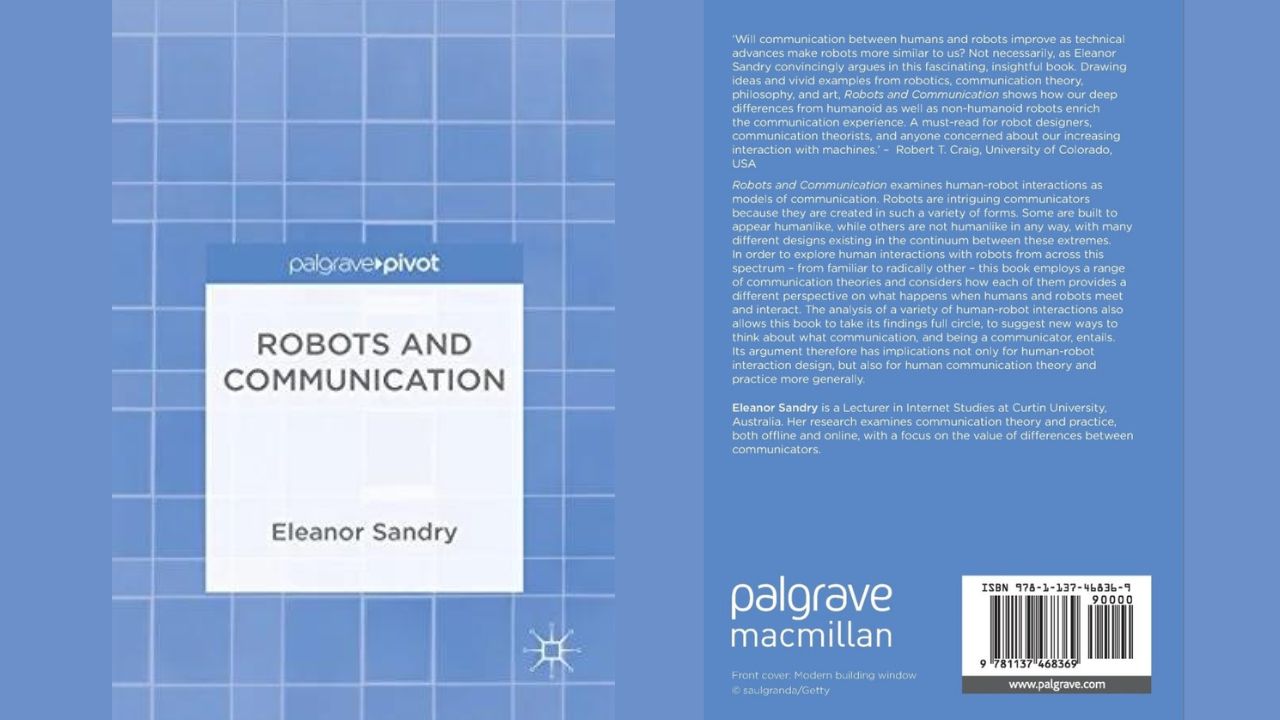 palgrave▸pivot
ROBOTS AND
COMMUNICATION
Eleanor Sandry
‘Will communication between humans and robots improve as technical
advances make robots more similar to us? Not necessarily, as Eleanor
Sandry convincingly argues in this fascinating, insightful book. Drawing
ideas and vivid examples from robotics, communication theory,
philosophy, and art, Robots and Communication shows how our deep
differences from humanoid as well as non-humanoid robots enrich
the communication experience. A must-read for robot designers,
communication theorists, and anyone concerned about our increasing
interaction with machines.’ – Robert T. Craig, University of Colorado,
USA
Robots and Communication examines human-robot interactions as
models of communication. Robots are intriguing communicators
because they are created in such a variety of forms. Some are built to
appear humanlike, while others are not humanlike in any way, with many
different designs existing in the continuum between these extremes.
In order to explore human interactions with robots from across this
spectrum – from familiar to radically other – this book employs a range
of communication theories and considers how each of them provides a
different perspective on what happens when humans and robots meet
and interact. The analysis of a variety of human-robot interactions also
allows this book to take its findings full circle, to suggest new ways to
think about what communication, and being a communicator, entails.
Its argument therefore has implications not only for human-robot
interaction design, but also for human communication theory and
practice more generally.
Eleanor Sandry is a Lecturer in Internet Studies at Curtin University,
Australia. Her research examines communication theory and practice,
both offline and online, with a focus on the value of differences between
communicators.
palgrave
macmillan
Front cover: Modern building window
© saulgranda/Getty
ISBN 978-1-137-46836-9
90000
9 781137 468369
www.palgrave.com